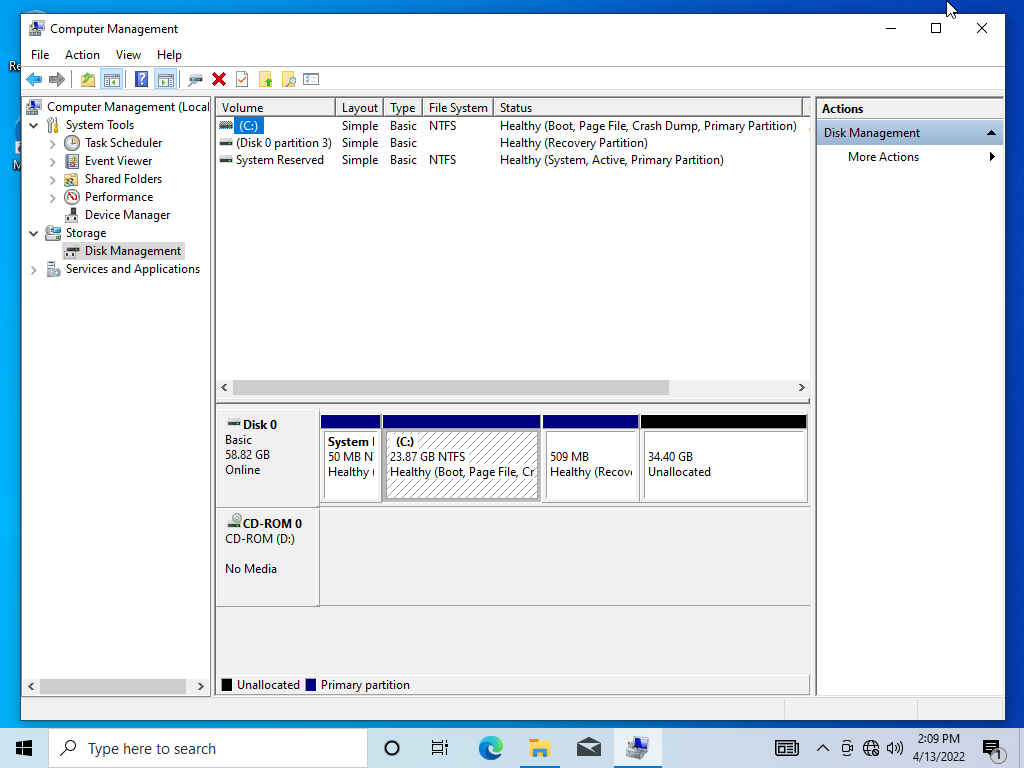 Computer Management
File Action View Help
Computer Management (Local
System Tools
Task Scheduler
Event Viewer
Shared Folders
Performance
Device Manager
Storage
Disk Management
Services and Applications
Volume Layout Type File System Status
(C:) Simple Basic NTFS Healthy (Boot, Page File, Crash Dump, Primary Partition)
(Disk 0 partition 3) Simple Basic Healthy (Recovery Partition)
System Reserved Simple Basic NTFS Healthy (System, Active, Primary Partition)
Actions
Disk Management
More Actions
Disk 0
Basic
58.82 GB
Online
System
50 MB N
Healthy (
(C:)
23.87 GB NTFS
Healthy (Boot, Page File, Cr
509 MB
Healthy (Recov
34.40 GB
Unallocated
CD-ROM 0
CD-ROM (D:)
No Media
Unallocated Primary partition
Re
M
Type here to search
2:09 PM
4/13/2022
1